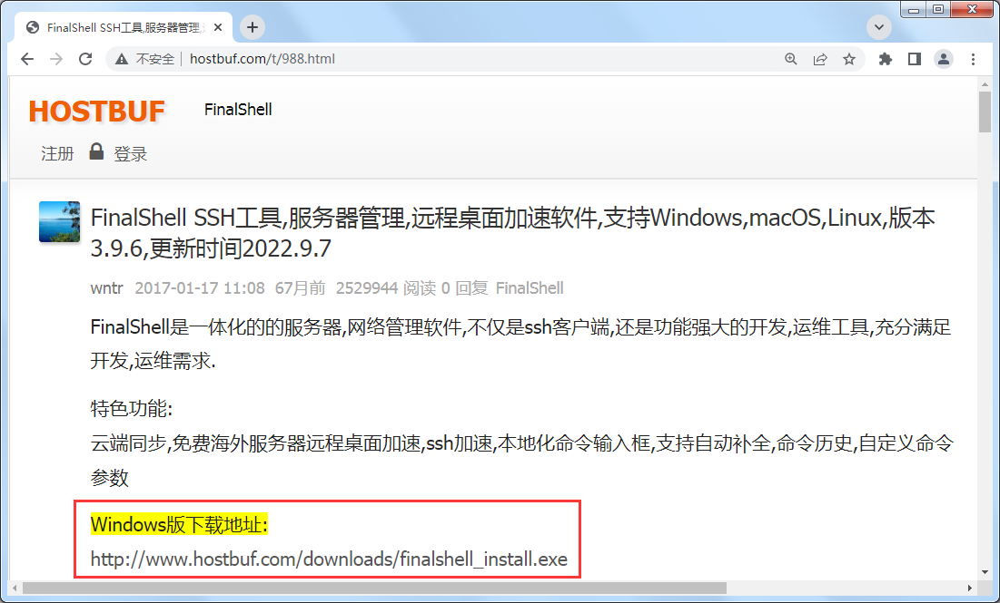 FinalShell SSH工具,服务器管理,
不安全 hostbuf.com/t/988.html
HOSTBUF FinalShell
注册 登录
FinalShell SSH工具,服务器管理,远程桌面加速软件,支持Windows,macOS,Linux,版本
3.9.6,更新时间2022.9.7
wntr 2017-01-17 11:08 67月前 2529944 阅读 0 回复 FinalShell
FinalShell是一体化的的服务器,网络管理软件,不仅是ssh客户端,还是功能强大的开发,运维工具,充分满足
开发,运维需求.
特色功能:
云端同步,免费海外服务器远程桌面加速,ssh加速,本地化命令输入框,支持自动补全,命令历史,自定义命令
参数
Windows版下载地址:
http://www.hostbuf.com/downloads/finalshell_install.exe